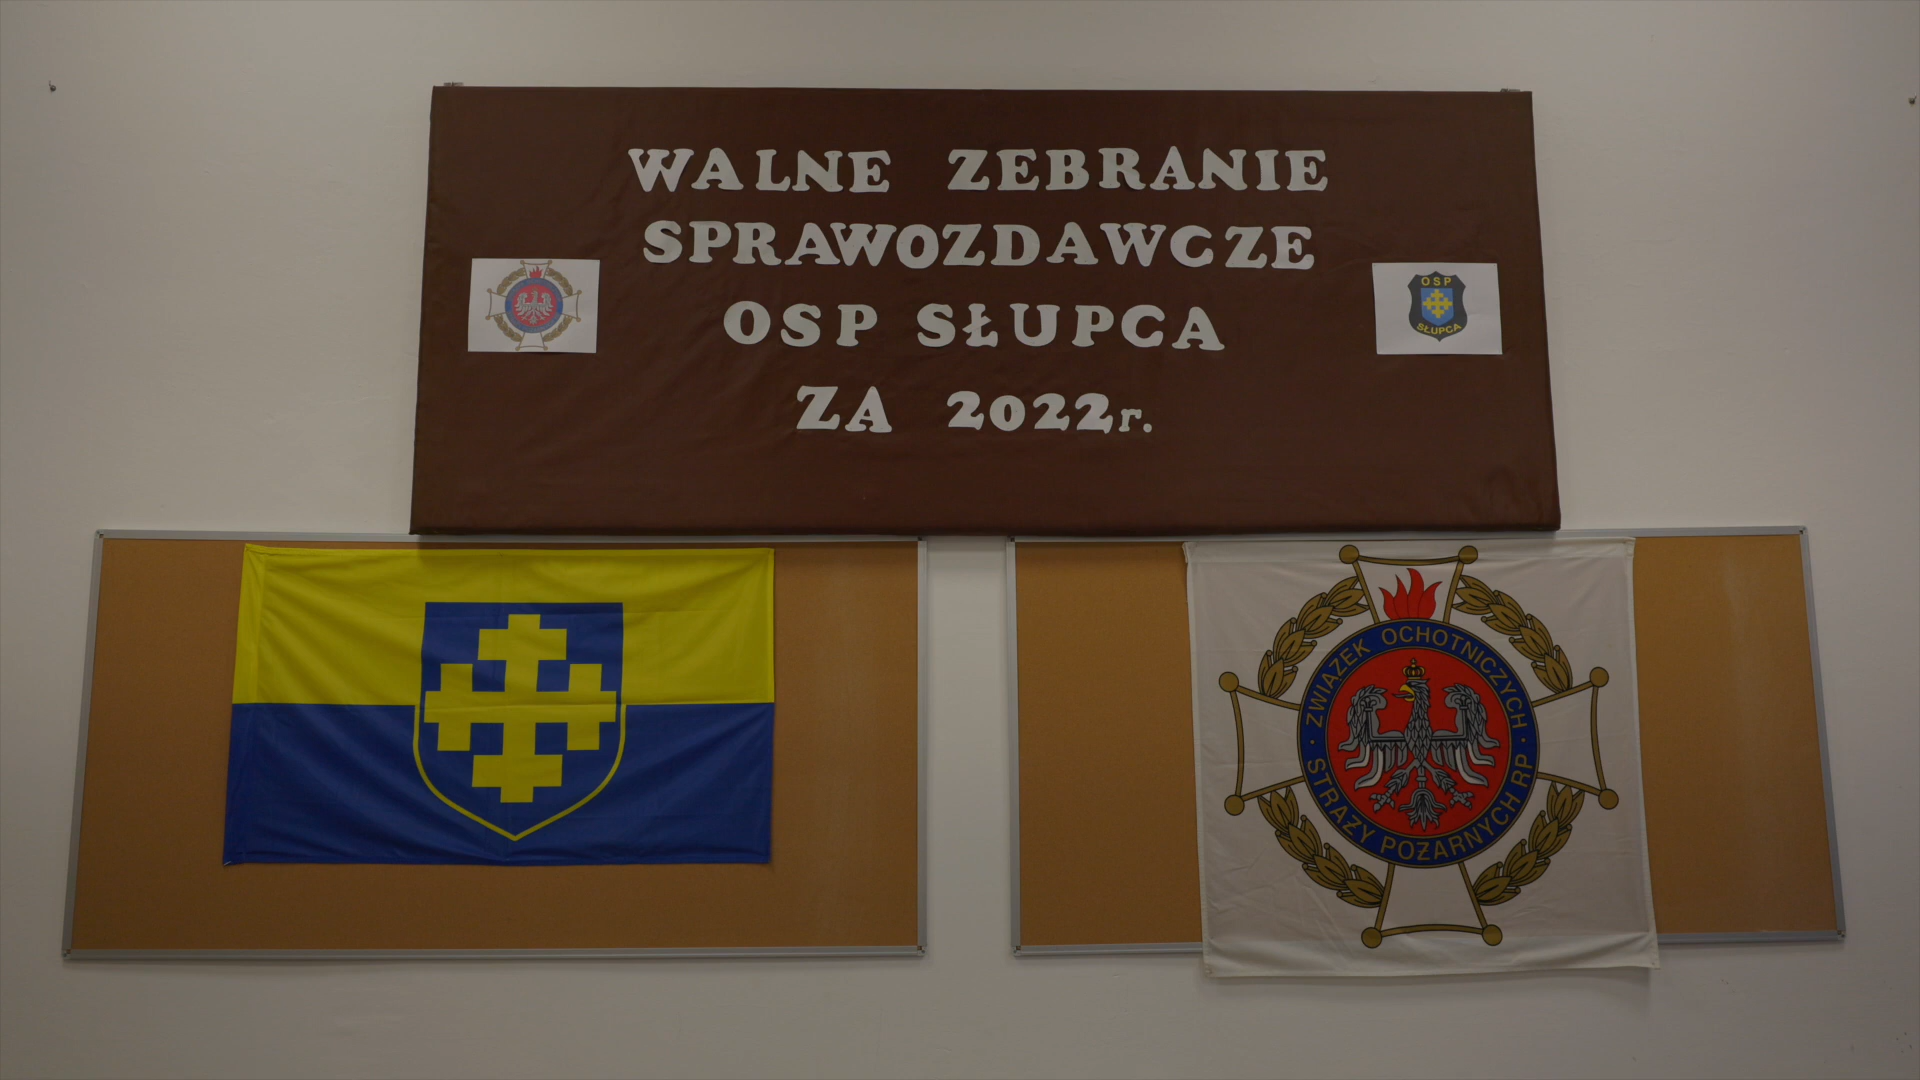 WALNE ZEBRANIE
SPRAWOZDAWCZE
OSP SŁUPCA
ZA 2022r.
OSP
SŁUPCA
ZWIĄZEK OCHOTNICZYCH
STRAŻY POŻARNYCH RP